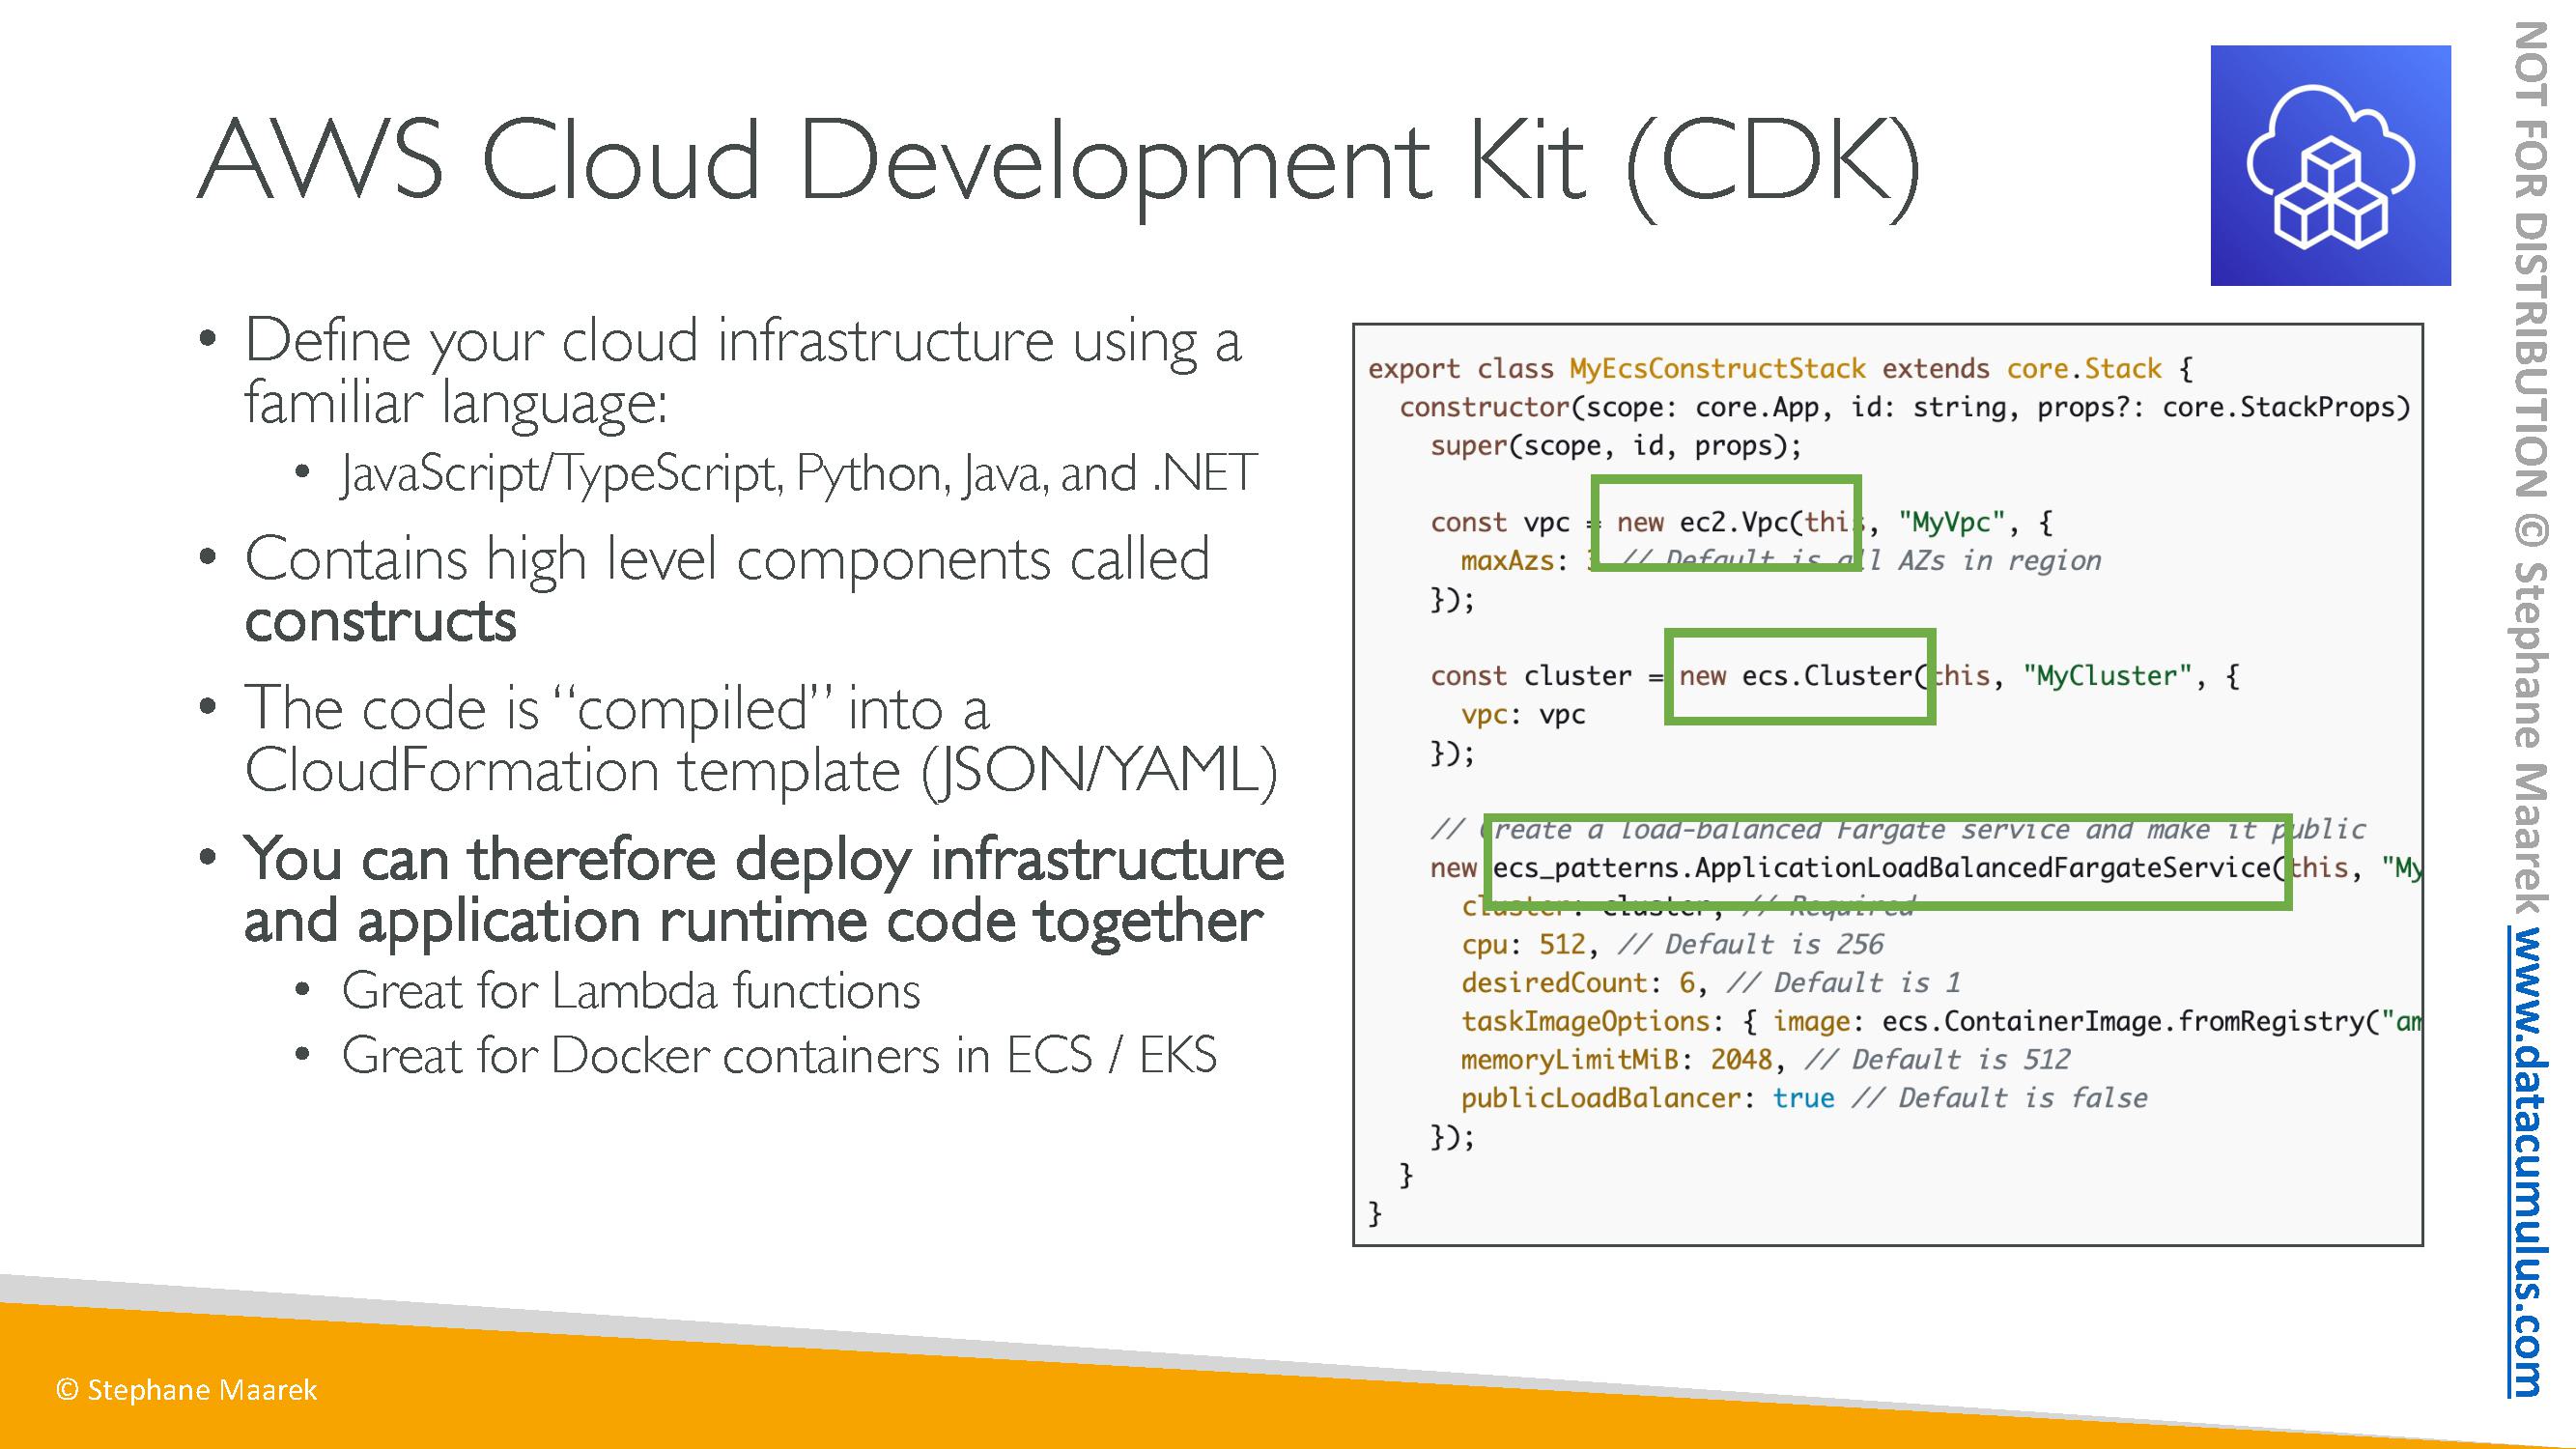 AWS Cloud Development Kit (CDK)
• Define your cloud infrastructure using a
familiar language:
• JavaScript/TypeScript, Python, Java, and .NET
• Contains high level components called
constructs
• The code is “compiled” into a
CloudFormation template (JSON/YAML)
• You can therefore deploy infrastructure
and application runtime code together
• Great for Lambda functions
• Great for Docker containers in ECS / EKS
export class MyEcsConstructStack extends core.Stack {
constructor(scope: core.App, id: string, props?: core.StackProps)
super(scope, id, props);
const vpc = new ec2.Vpc(this, "MyVpc", {
maxAzs: 3 // Default is all AZs in region
});
const cluster = new ecs.Cluster(this, "MyCluster", {
vpc: vpc
});
// Create a load-balanced Fargate service and make it public
new ecs_patterns.ApplicationLoadBalancedFargateService(this, "My
cluster: cluster, // Required
cpu: 512, // Default is 256
desiredCount: 6, // Default is 1
taskImageOptions: { image: ecs.ContainerImage.fromRegistry("am
memoryLimitMiB: 2048, // Default is 512
publicLoadBalancer: true // Default is false
});
}
}
© Stephane Maarek
NOT FOR DISTRIBUTION © Stephane Maarek www.datacumulus.com